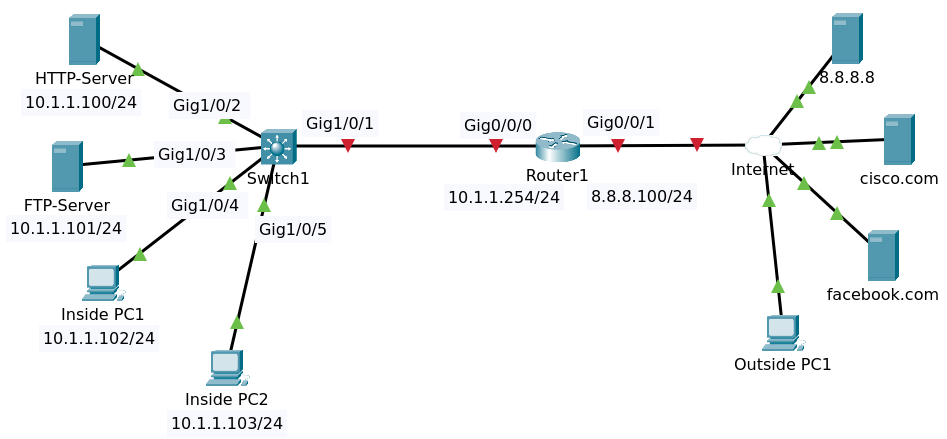 HTTP-Server
10.1.1.100/24
Gig1/0/2
FTP-Server
10.1.1.101/24
Gig1/0/3
Gig1/0/4
Switch1
Gig1/0/1
Gig1/0/5
Inside PC1
10.1.1.102/24
Inside PC2
10.1.1.103/24
Gig0/0/0
Gig0/0/1
Router1
10.1.1.254/24
8.8.8.100/24
Internet
8.8.8.8
cisco.com
facebook.com
Outside PC1